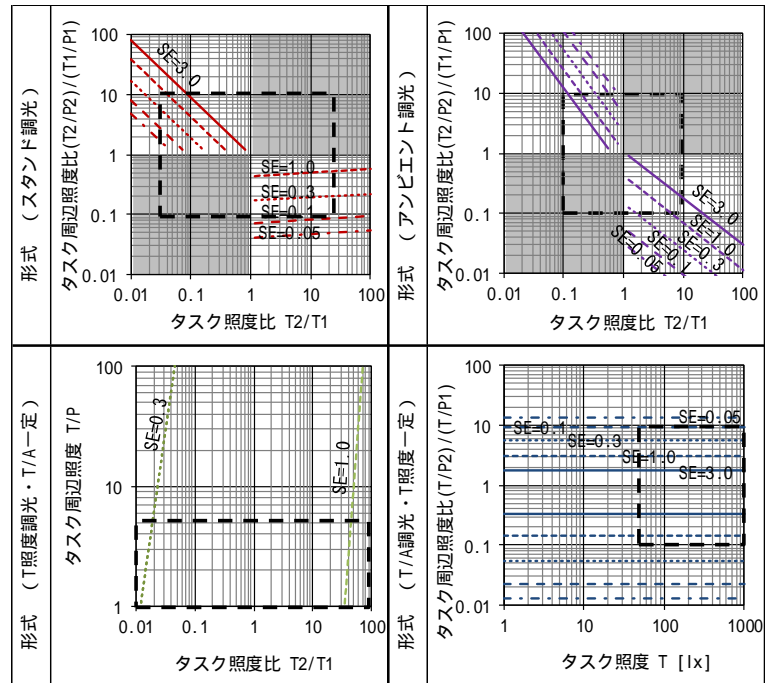 形式 (スタンド調光)
タスク周辺照度比(T2/P2)/(T1/P1)
100
10
1
0.1
0.01
SE=3.0
SE=1.0
SE=0.3
SE=0.1
SE=0.05
0.01 0.1 1 10 100
タスク照度比 T2/T1
形式 (アンビエント調光)
タスク周辺照度比(T2/P2)/(T1/P1)
100
10
1
0.1
0.01
SE=3.0
SE=1.0
SE=0.3
SE=0.1
SE=0.05
0.01 0.1 1 10 100
タスク照度比 T2/T1
形式 (T照度調光・T/A一定)
タスク周辺照度 T/P
100
10
1
SE=0.3
SE=1.0
0.01 0.1 1 10 100
タスク照度比 T2/T1
形式 (T/A調光・T照度一定)
タスク周辺照度比(T/P2)/(T/P1)
100
10
1
0.1
0.01
SE=0.05
SE=0.1
SE=0.3
SE=1.0
SE=3.0
1 10 100 1000
タスク照度 T [lx]